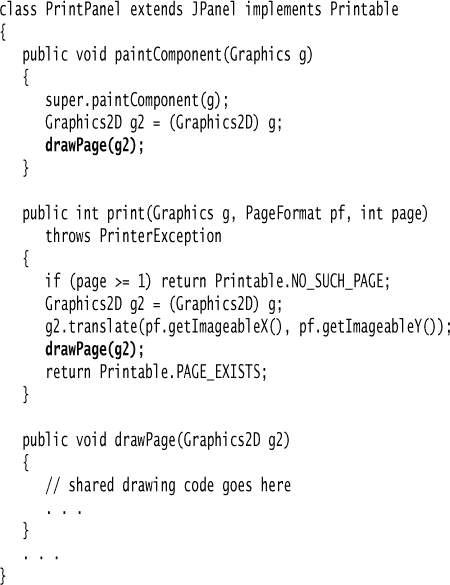 class PrintPanel extends JPanel implements Printable
{
   public void paintComponent(Graphics g)
   {
      super.paintComponent(g);
      Graphics2D g2 = (Graphics2D) g;
      drawPage(g2);
   }

   public int print(Graphics g, PageFormat pf, int page)
      throws PrinterException
   {
      if (page >= 1) return Printable.NO_SUCH_PAGE;
      Graphics2D g2 = (Graphics2D) g;
      g2.translate(pf.getImageableX(), pf.getImageableY());
      drawPage(g2);
      return Printable.PAGE_EXISTS;
   }

   public void drawPage(Graphics2D g2)
   {
      // shared drawing code goes here
      . . .
   }
   . . .
}